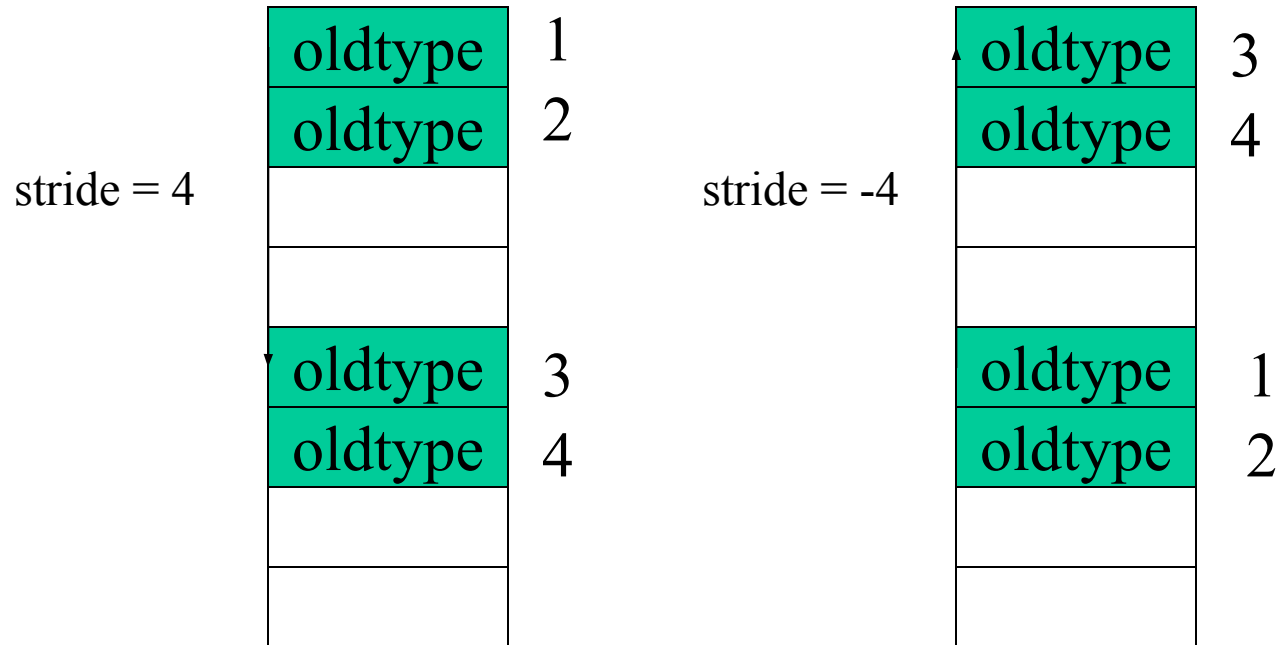 oldtype 1
oldtype 2
stride = 4
oldtype 3
oldtype 4
oldtype 3
oldtype 4
stride = -4
oldtype 1
oldtype 2